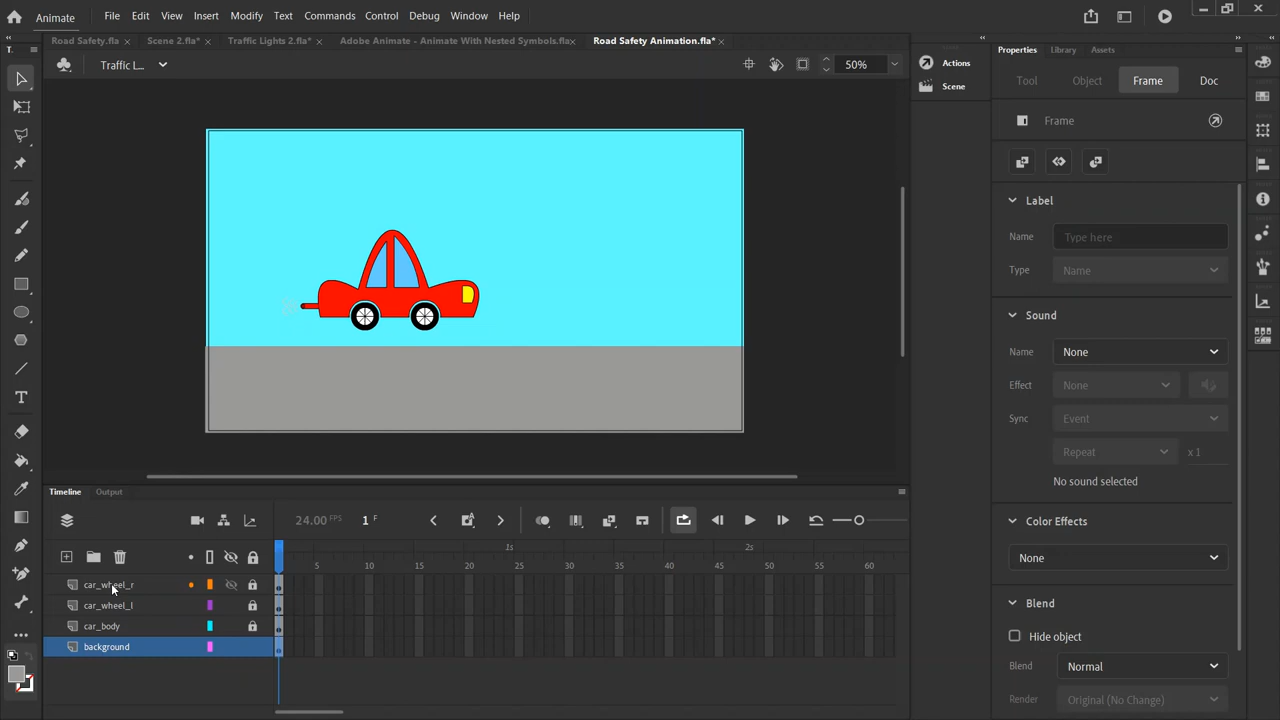 Animate
File Edit View Insert Modify Text Commands Control Debug Window Help
Road Safety.fla
Scene 2.fla*
Traffic Lights 2.fla*
Adobe Animate - Animate With Nested Symbols.fla
Road Safety Animation.fla*
T.
Traffic L...
50%
Actions
Scene
Properties Library Assets
Tool Object Frame Doc
Frame
Label
Name Type here
Type Name
Sound
Name None
Effect None
Sync Event
Repeat x 1
No sound selected
Color Effects
None
Blend
Hide object
Blend Normal
Render Original (No Change)
Timeline Output
24.00 FPS 1 F
1s 2s
5 10 15 20 25 30 35 40 45 50 55 60
car_wheel_r
car_wheel_l
car_body
background